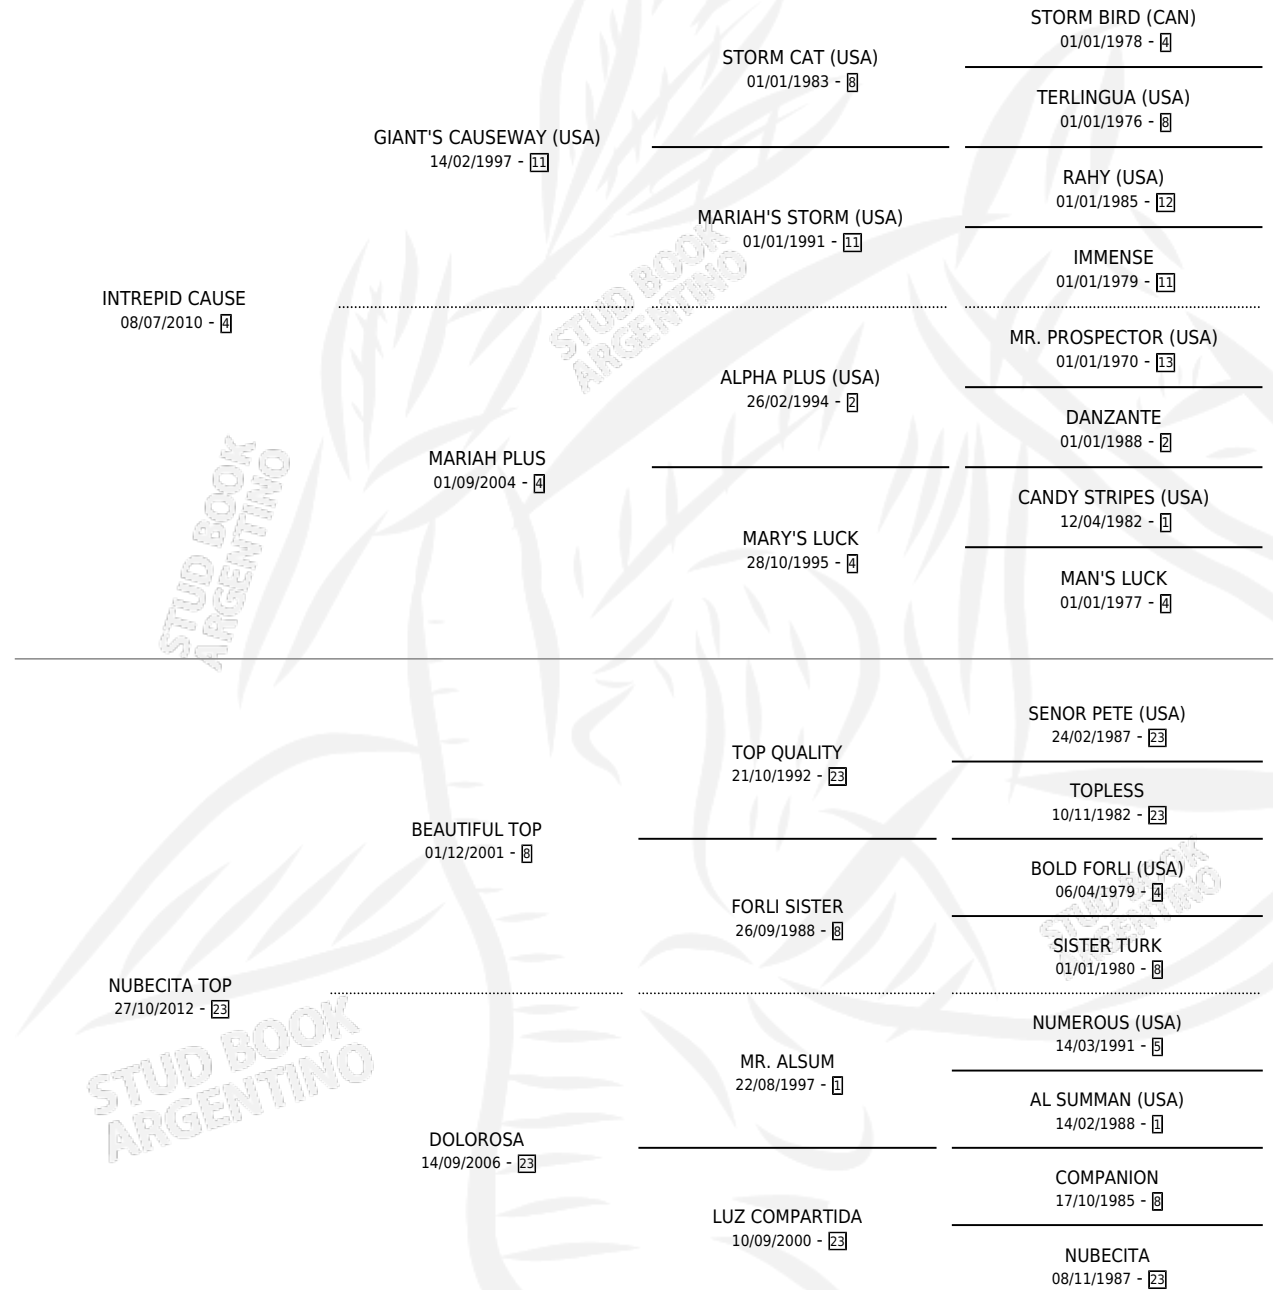 STORM BIRD (CAN)
01/01/1978 - 4
STORM CAT (USA)
01/01/1983 - 8
TERLINGUA (USA)
01/01/1976 - 8
GIANT'S CAUSEWAY (USA)
14/02/1997 - 11
RAHY (USA)
01/01/1985 - 12
MARIAH'S STORM (USA)
01/01/1991 - 11
IMMENSE
01/01/1979 - 11
INTREPID CAUSE
08/07/2010 - 4
MR. PROSPECTOR (USA)
01/01/1970 - 13
ALPHA PLUS (USA)
26/02/1994 - 2
DANZANTE
01/01/1988 - 2
MARIAH PLUS
01/09/2004 - 4
CANDY STRIPES (USA)
12/04/1982 - 1
MARY'S LUCK
28/10/1995 - 4
MAN'S LUCK
01/01/1977 - 4
SENOR PETE (USA)
24/02/1987 - 23
TOP QUALITY
21/10/1992 - 23
TOPLESS
10/11/1982 - 23
BEAUTIFUL TOP
01/12/2001 - 8
BOLD FORLI (USA)
06/04/1979 - 4
FORLI SISTER
26/09/1988 - 8
SISTER TURK
01/01/1980 - 8
NUBECITA TOP
27/10/2012 - 23
NUMEROUS (USA)
14/03/1991 - 5
MR. ALSUM
22/08/1997 - 1
AL SUMMAN (USA)
14/02/1988 - 1
DOLOROSA
14/09/2006 - 23
COMPANION
17/10/1985 - 8
LUZ COMPARTIDA
10/09/2000 - 23
NUBECITA
08/11/1987 - 23
STUD BOOK
ARGENTINO
STUD BOOK
ARGENTINO
STUD BOOK
ARGENTINO
STUD BOOK
ARGENTINO